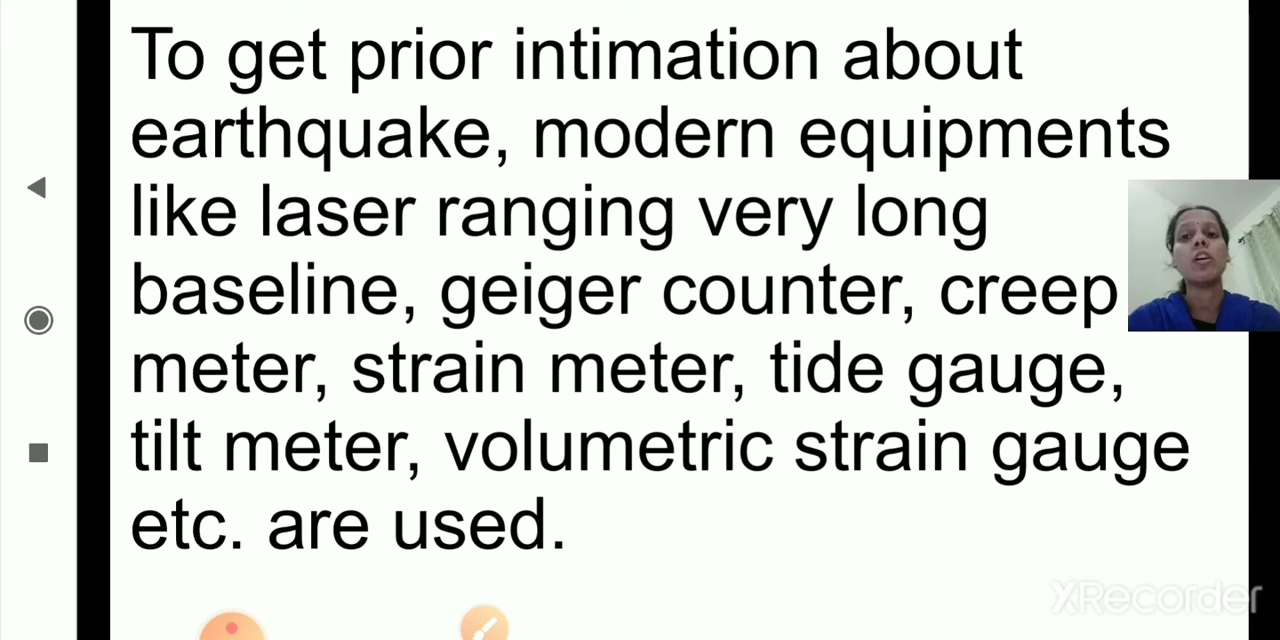 To get prior intimation about
earthquake, modern equipments
like laser ranging very long
baseline, geiger counter, creep
meter, strain meter, tide gauge,
tilt meter, volumetric strain gauge
etc. are used.
XRecorder